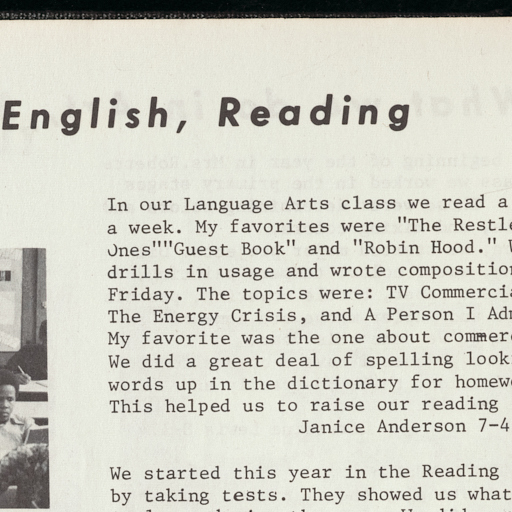 English, Reading
In our Language Arts class we read a
a week. My favorites were "The Restle
Ones""Guest Book" and "Robin Hood." W
drills in usage and wrote composition
Friday. The topics were: TV Commercia
The Energy Crisis, and A Person I Adm
My favorite was the one about commerc
We did a great deal of spelling look
words up in the dictionary for homewo
This helped us to raise our reading
Janice Anderson 7-4
We started this year in the Reading
by taking tests. They showed us what